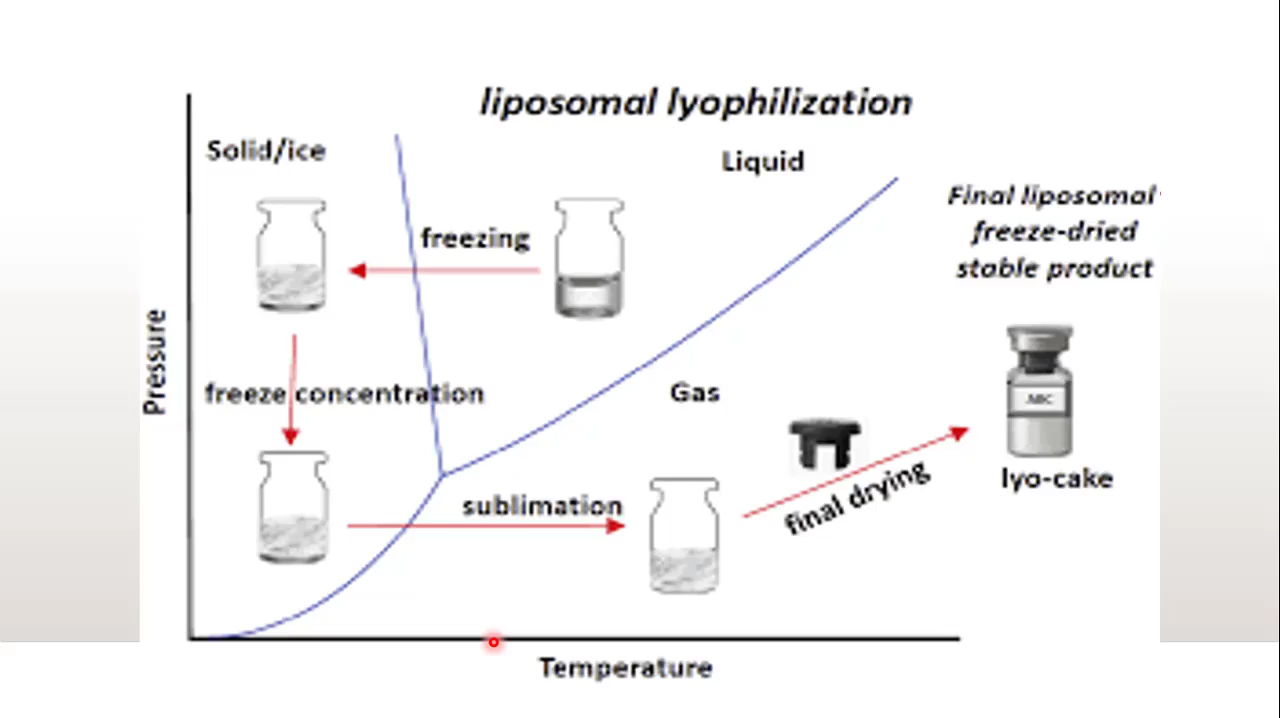 liposomal lyophilization
Solid/ice
Liquid
Final liposomal
freeze-dried
stable product
freezing
Pressure
freeze concentration
Gas
ABC
final drying
lyo-cake
sublimation
Temperature